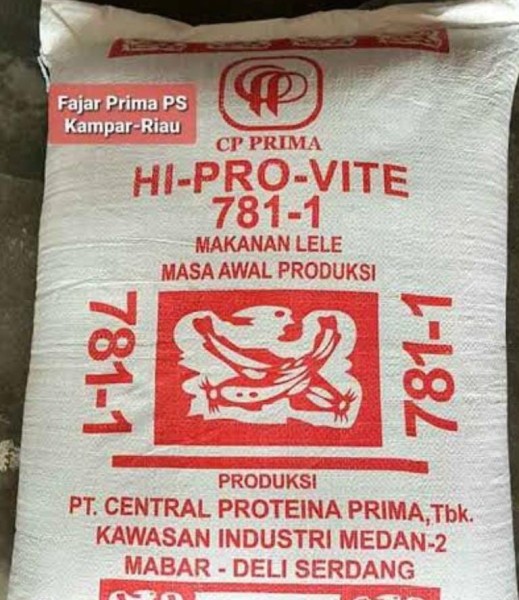 Fajar Prima PS
Kampar-Riau
CP PRIMA
HI-PRO-VITE
781-1
MAKANAN LELE
MASA AWAL PRODUKSI
781-1
781-1
PRODUKSI
PT. CENTRAL PROTEINA PRIMA,Tbk.
KAWASAN INDUSTRI MEDAN-2
MABAR - DELI SERDANG